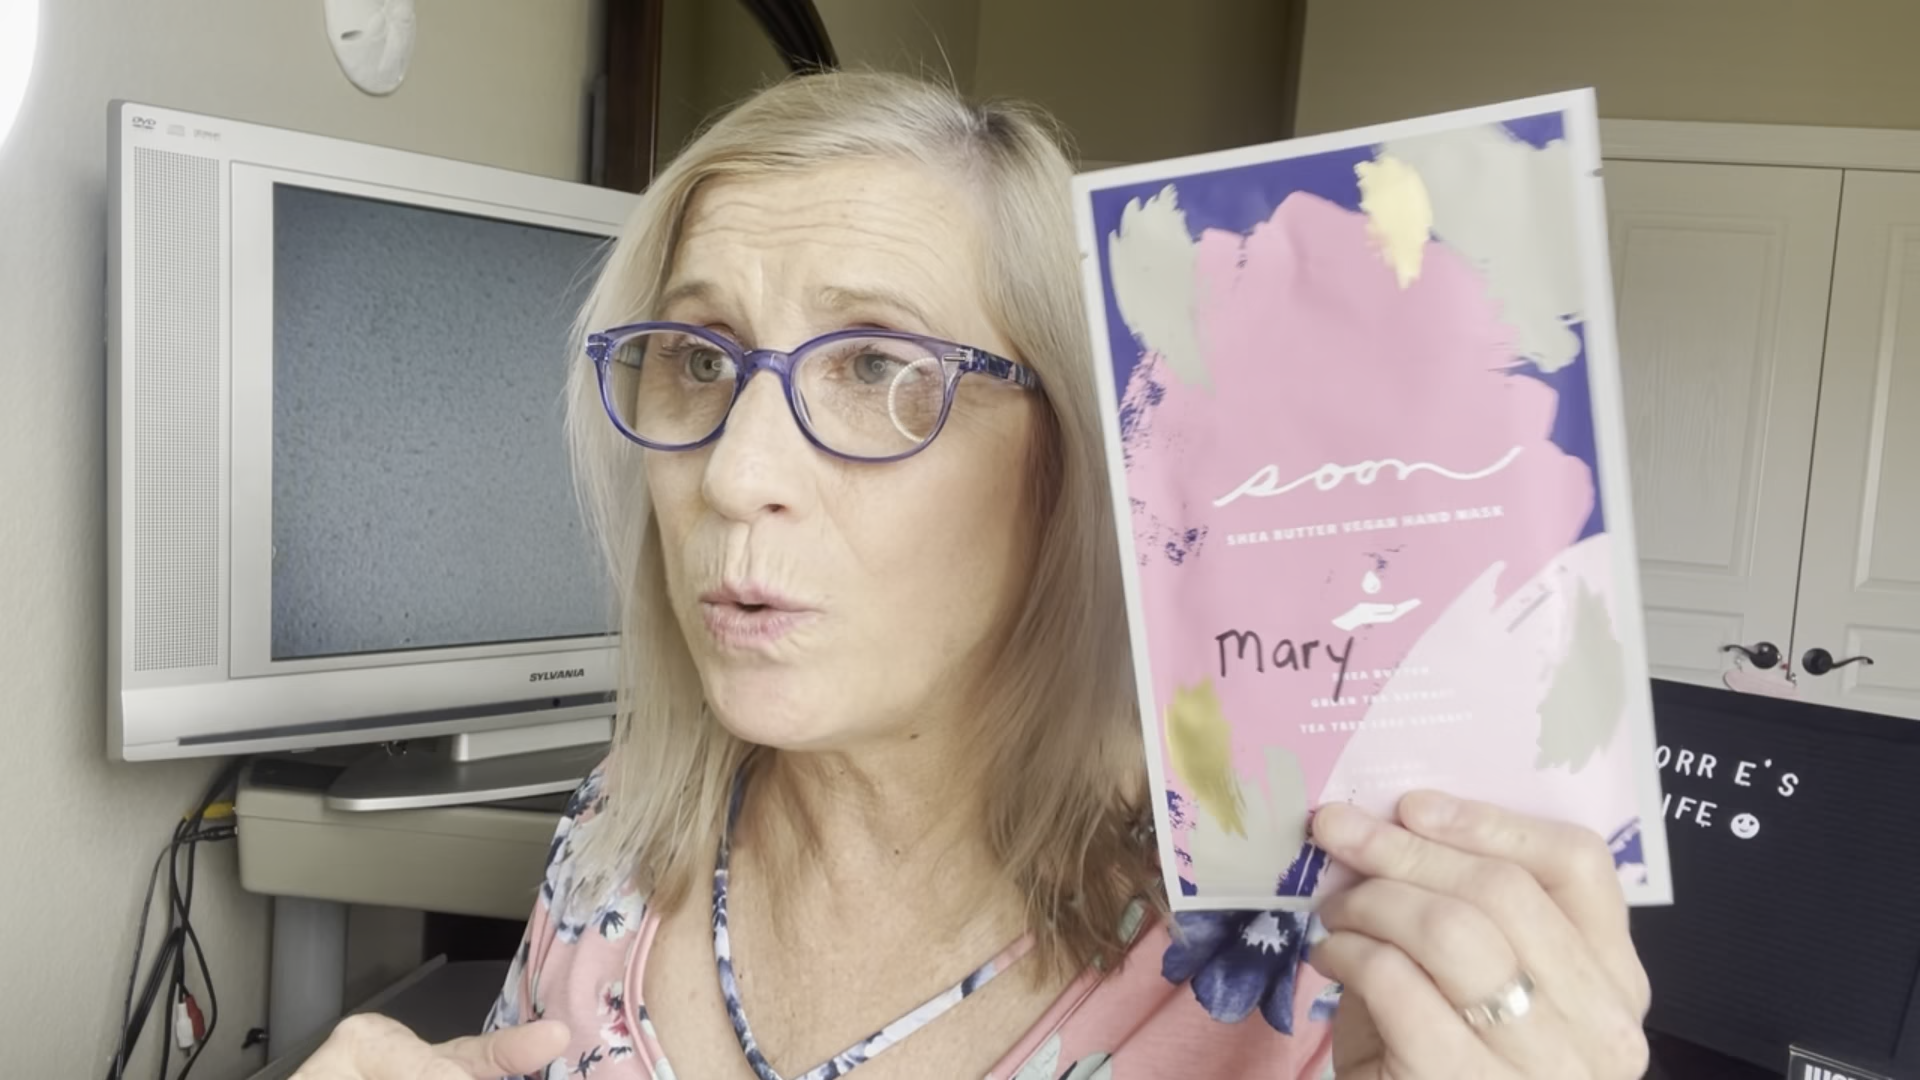 DVD
SYLVANIA
soon
SHEA BUTTER VEGAN HAND MASK
Mary
SHEA BUTTER
GREEN TEA EXTRACT
TEA TREE LEAF EXTRACT
ORR E'S
IFE